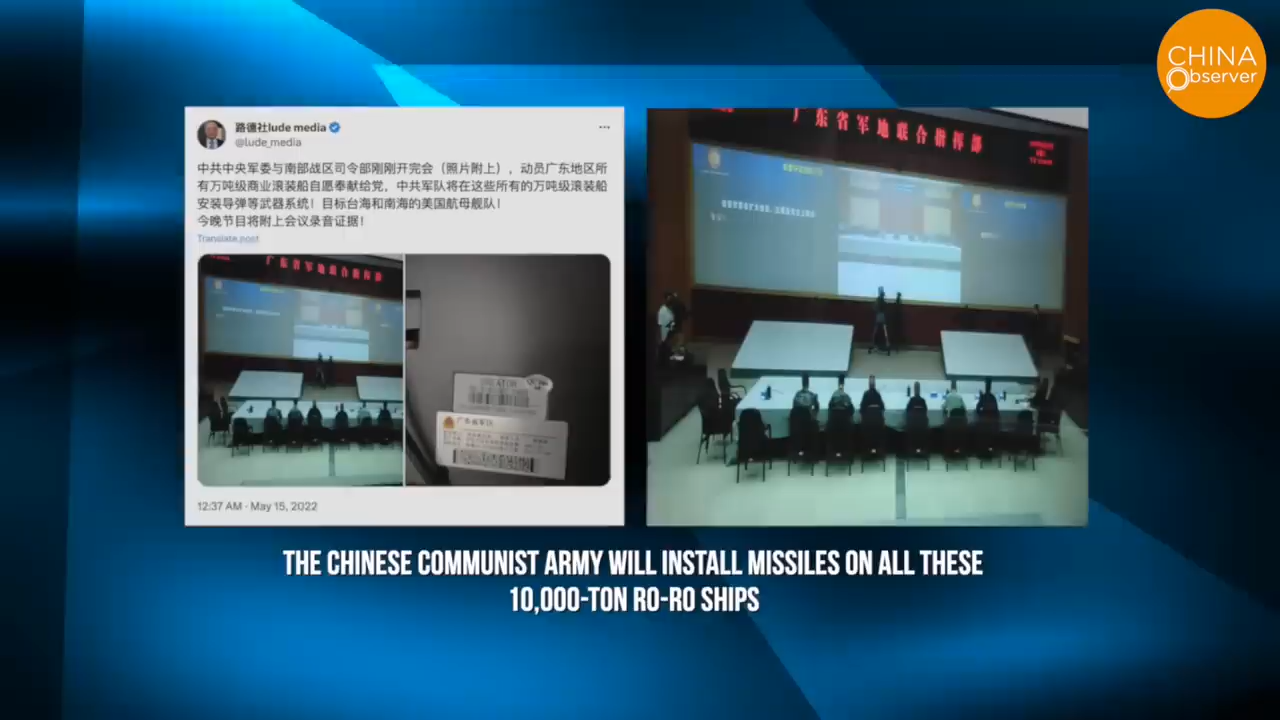 CHINA
Observer
路德社lude media
@lude_media
中共中央军委与南部战区司令部刚刚开完会（照片附上），动员广东地区所
有万吨级商业滚装船自愿奉献给党，中共军队将在这些所有的万吨级滚装船
安装导弹等武器系统！目标台海和南海的美国航母舰队！
今晚节目将附上会议录音证据！
Translate post
广东省军地联合指挥部
广东省军区
12:37 AM · May 15, 2022
广东省军地联合指挥部
THE CHINESE COMMUNIST ARMY WILL INSTALL MISSILES ON ALL THESE
10,000-TON RO-RO SHIPS